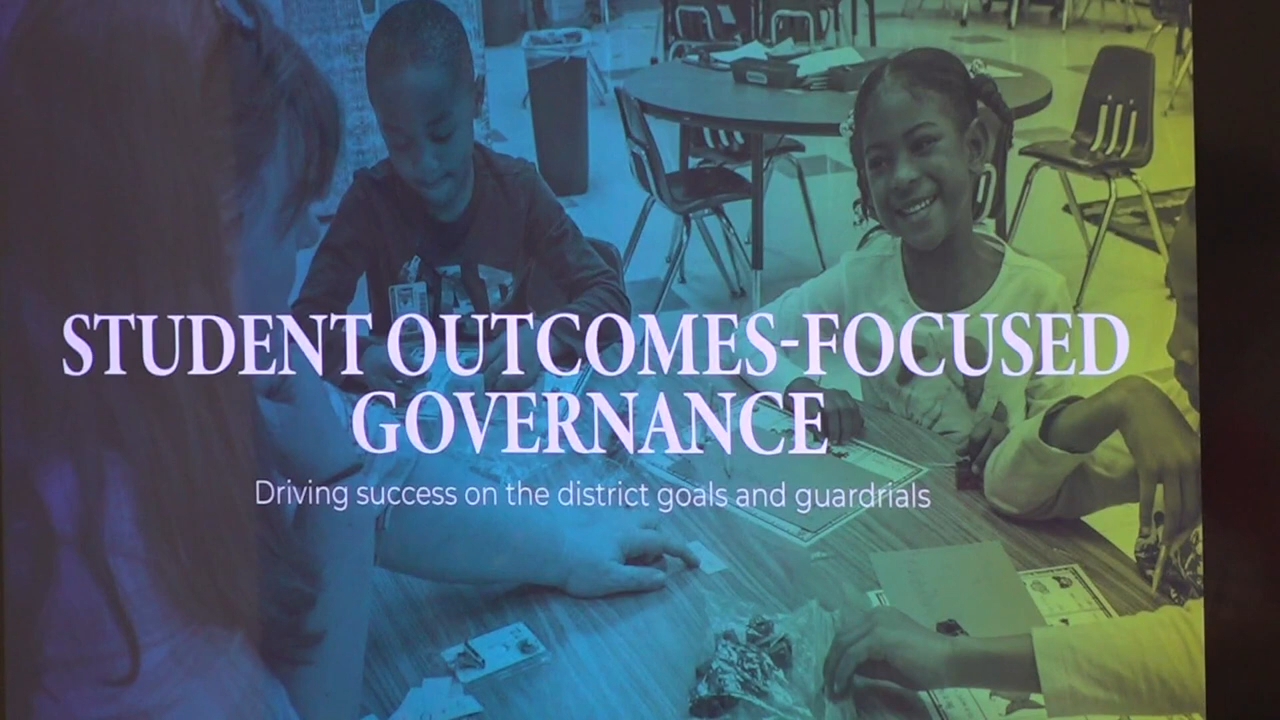 STUDENT OUTCOMES-FOCUSED
GOVERNANCE
Driving success on the district goals and guardrials